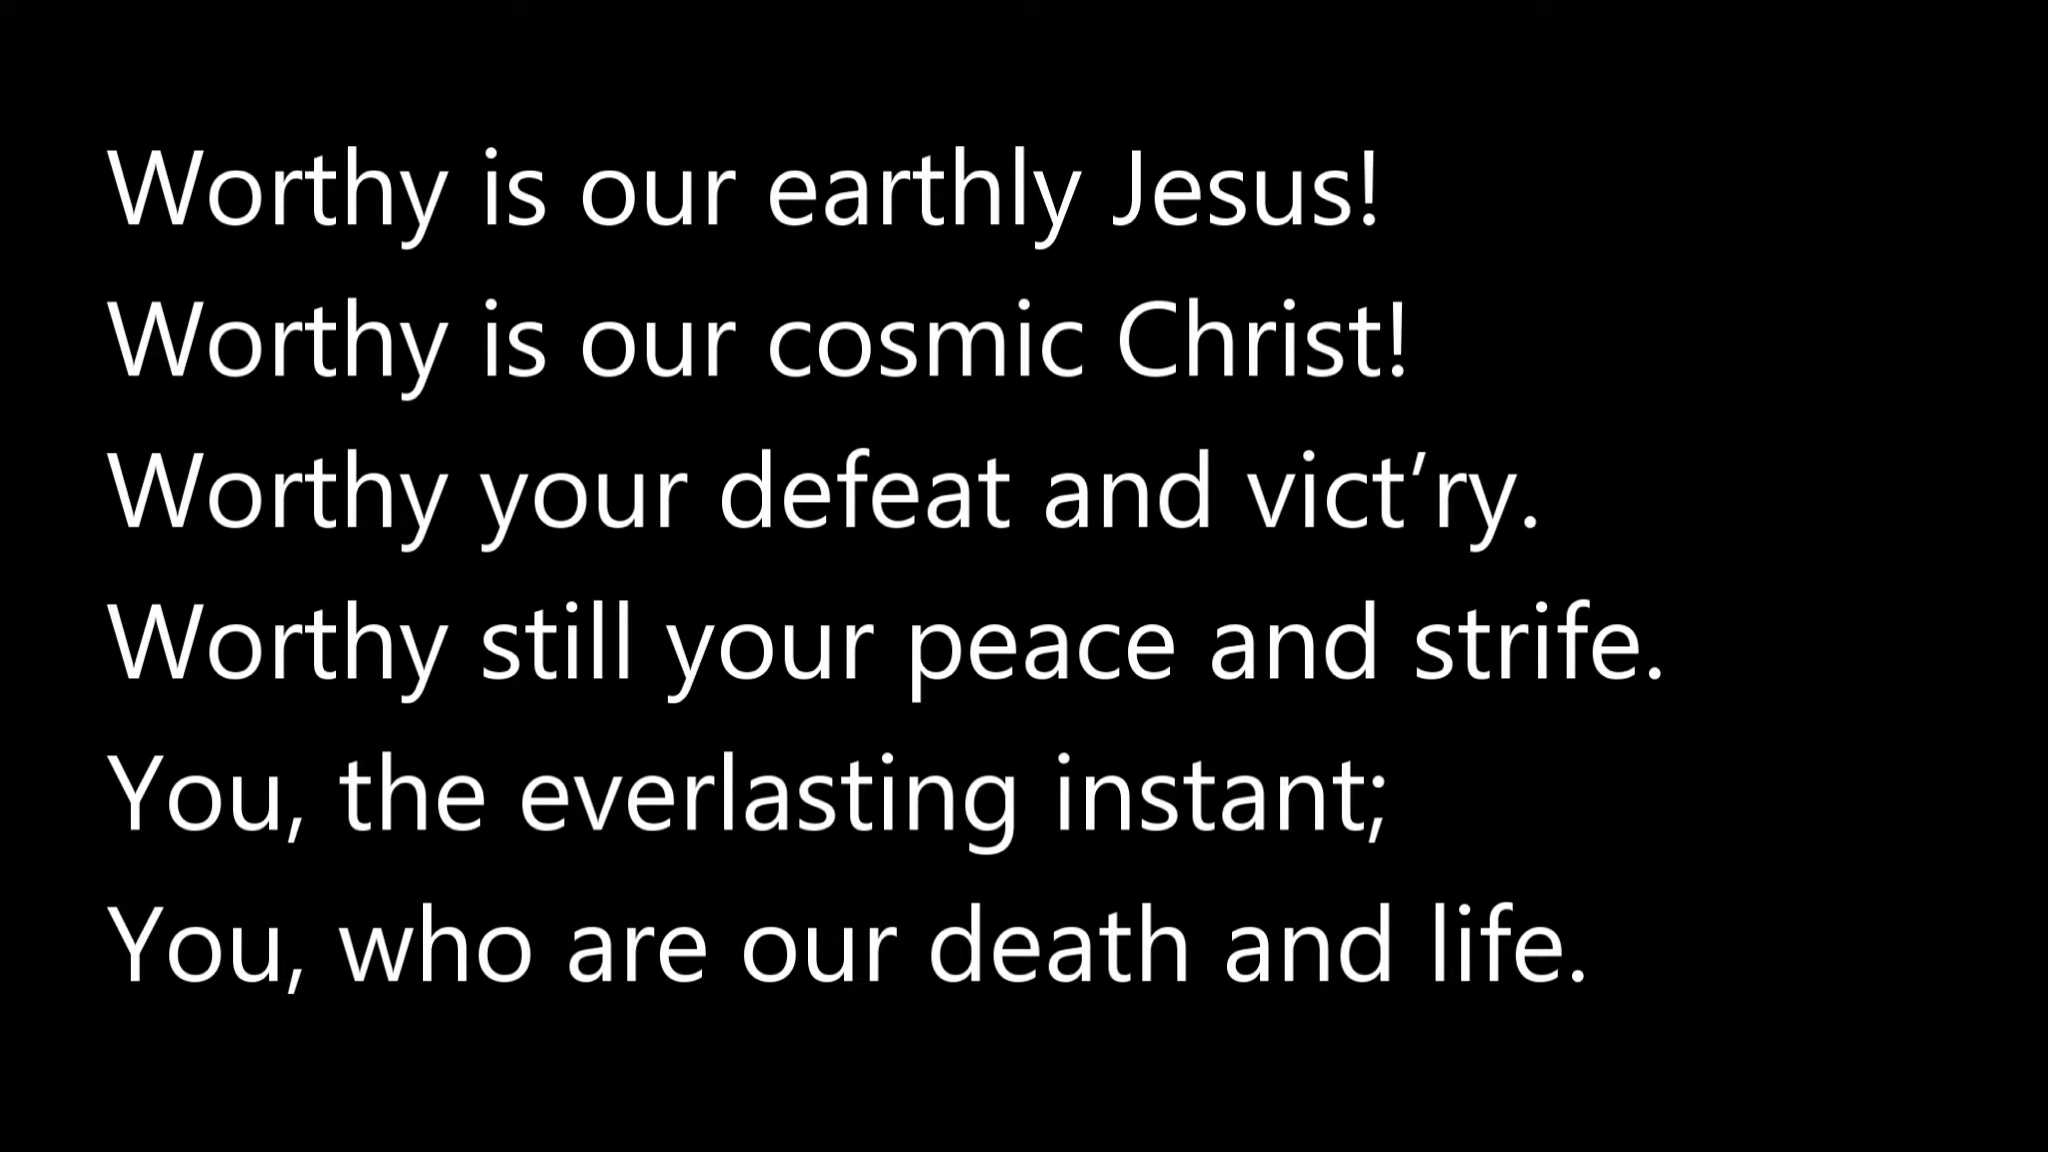 Worthy is our earthly Jesus!
Worthy is our cosmic Christ!
Worthy your defeat and vict’ry.
Worthy still your peace and strife.
You, the everlasting instant;
You, who are our death and life.